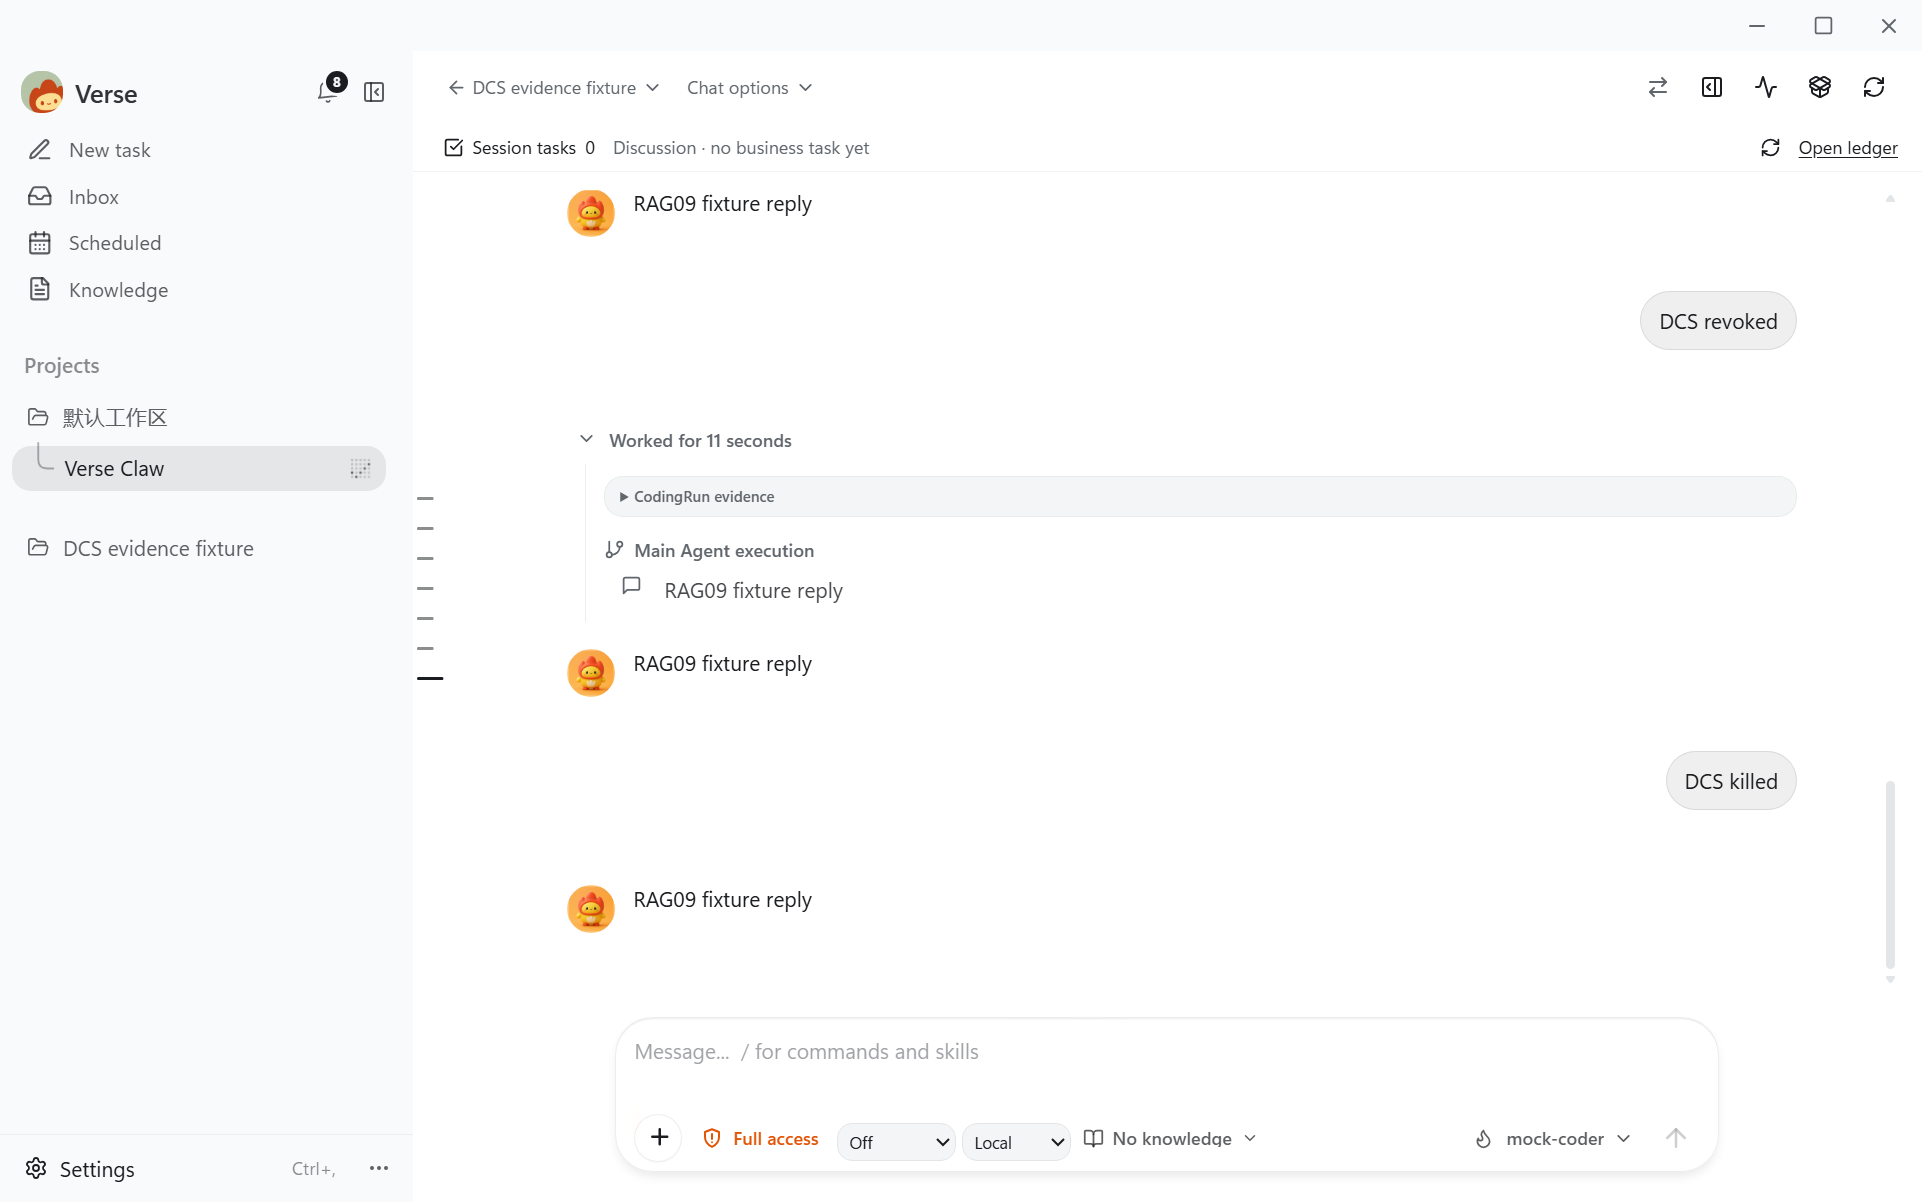 Verse
8
New task
Inbox
Scheduled
Knowledge
Projects
默认工作区
Verse Claw
DCS evidence fixture
Settings
Ctrl+,
DCS evidence fixture
Chat options
Session tasks 0
Discussion · no business task yet
Open ledger
RAG09 fixture reply
DCS revoked
Worked for 11 seconds
CodingRun evidence
Main Agent execution
RAG09 fixture reply
RAG09 fixture reply
DCS killed
RAG09 fixture reply
Message... / for commands and skills
Full access
Off
Local
No knowledge
mock-coder